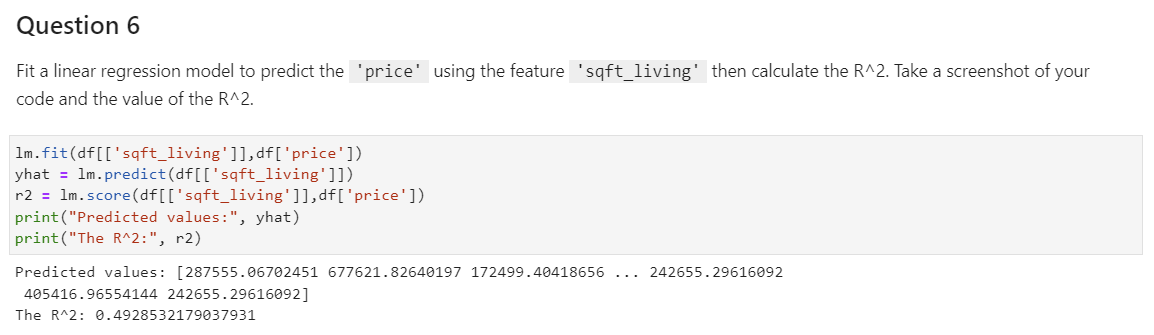 Question 6
Fit a linear regression model to predict the 'price' using the feature 'sqft_living' then calculate the R^2. Take a screenshot of your
code and the value of the R^2.
lm.fit(df[['sqft_living']],df['price'])
yhat = lm.predict(df[['sqft_living']])
r2 = lm.score(df[['sqft_living']],df['price'])
print("Predicted values:", yhat)
print("The R^2:", r2)
Predicted values: [287555.06702451 677621.82640197 172499.40418656 ... 242655.29616092
405416.96554144 242655.29616092]
The R^2: 0.4928532179037931